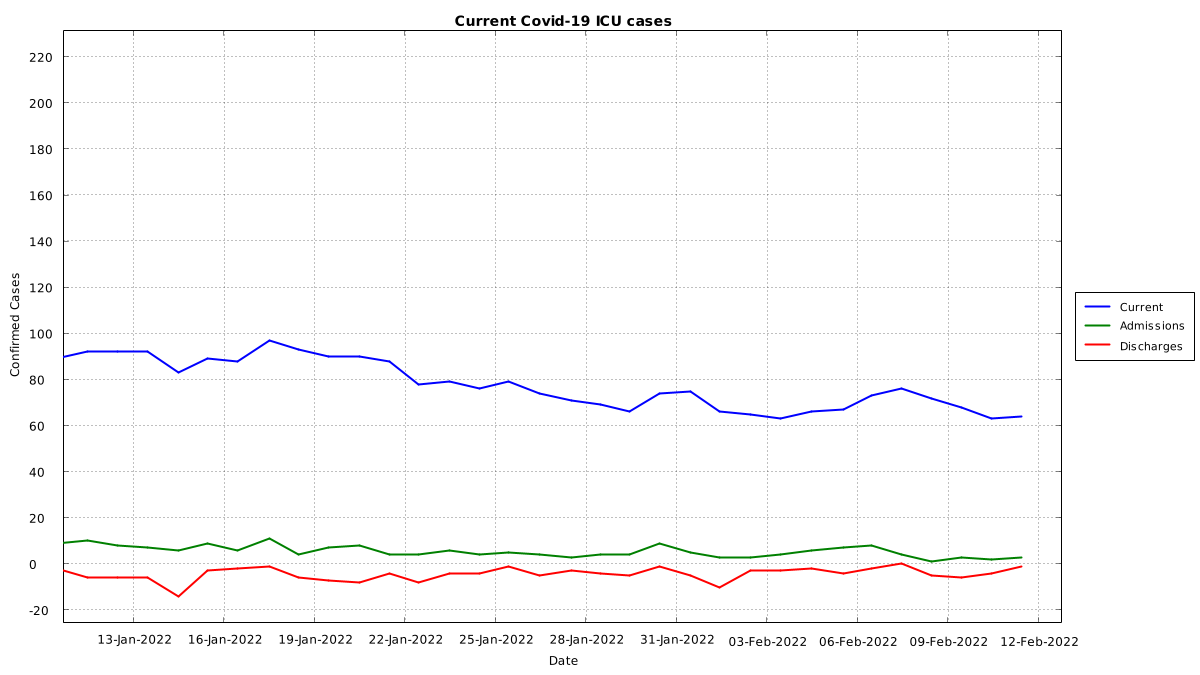 Current Covid-19 ICU cases
220
200
180
160
140
120
100
80
60
40
20
0
-20
Confirmed Cases
13-Jan-2022 16-Jan-2022 19-Jan-2022 22-Jan-2022 25-Jan-2022 28-Jan-2022 31-Jan-2022 03-Feb-2022 06-Feb-2022 09-Feb-2022 12-Feb-2022
Date
Current
Admissions
Discharges